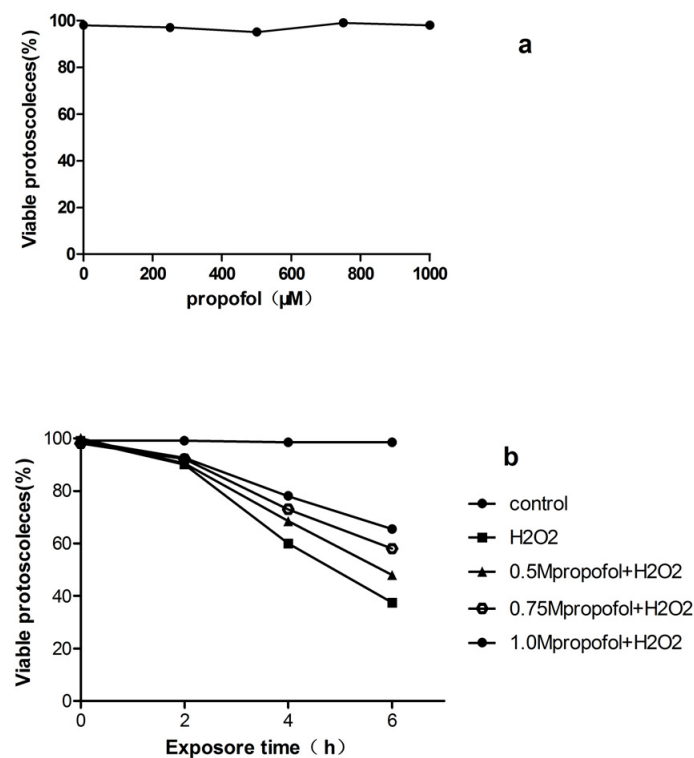 a
Viable protoscoleces(%)
100
80
60
40
20
0
0 200 400 600 800 1000
propofol（μM）
b
Viable protoscoleces(%)
100
80
60
40
20
0
0 2 4 6
Exposore time（h）
control
H2O2
0.5Mpropofol+H2O2
0.75Mpropofol+H2O2
1.0Mpropofol+H2O2